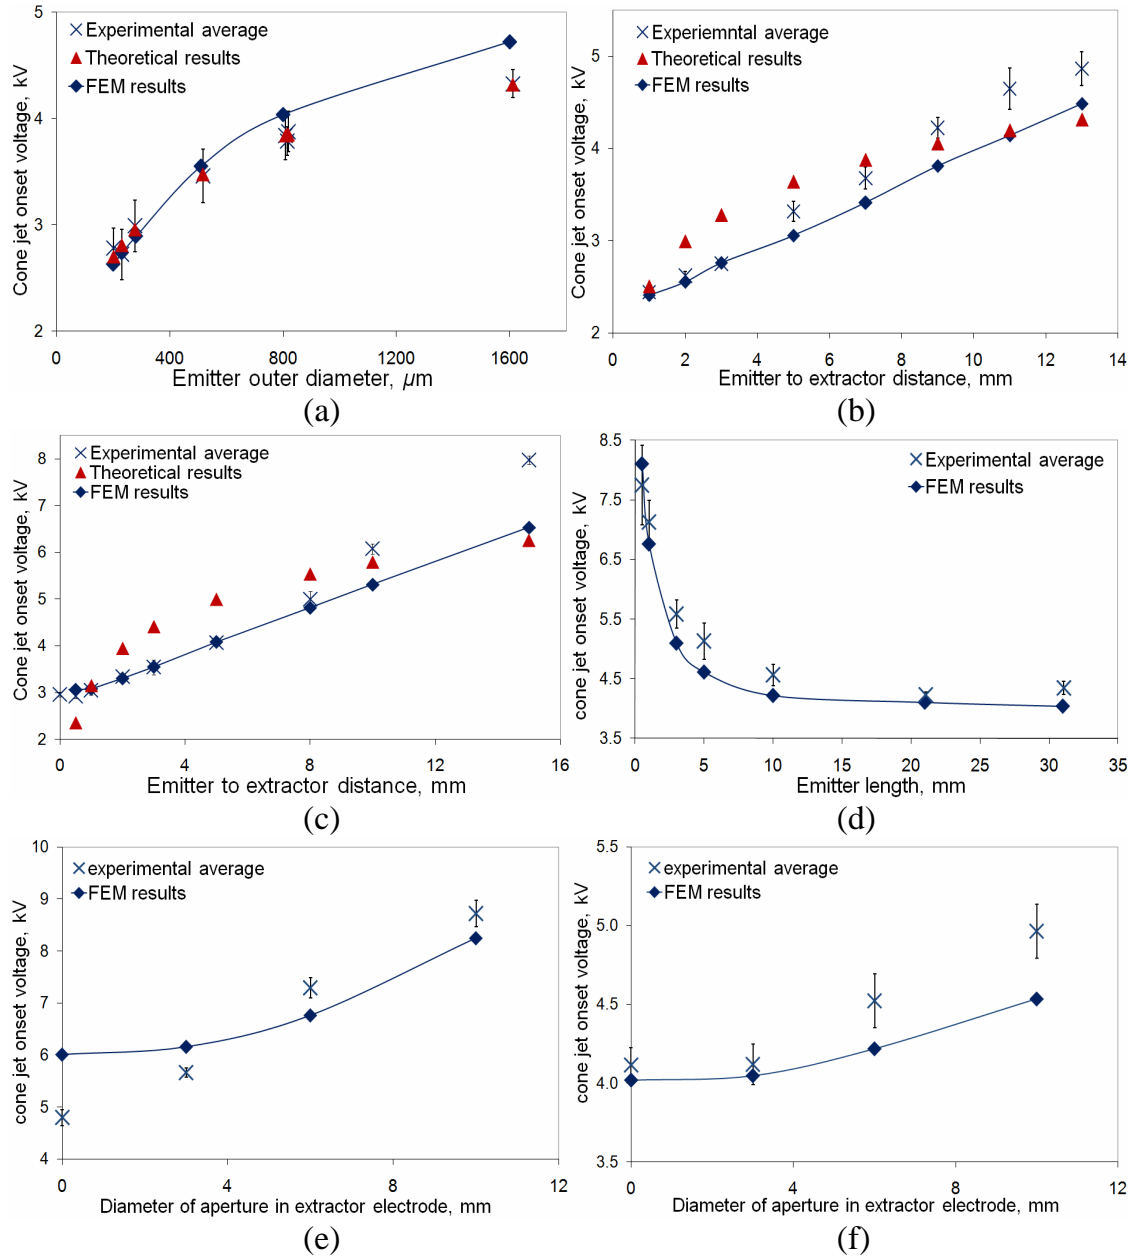 5
4
3
2
Cone jet onset voltage, kV
Experimental average
Theoretical results
FEM results
0
400
800
1200
1600
Emitter outer diameter, µm
(a)
5
4
3
2
Cone jet onset voltage, kV
Experiemntal average
Theoretical results
FEM results
0
2
4
6
8
10
12
14
Emitter to extractor distance, mm
(b)
8
7
6
5
4
3
2
Cone jet onset voltage, kV
Experimental average
Theoretical results
FEM results
0
4
8
12
16
Emitter to extractor distance, mm
(c)
8.5
7.5
6.5
5.5
4.5
3.5
cone jet onset voltage, kV
Experimental average
FEM results
0
5
10
15
20
25
30
35
Emitter length, mm
(d)
10
9
8
7
6
5
4
cone jet onset voltage, kV
experimental average
FEM results
0
4
8
12
Diameter of aperture in extractor electrode, mm
(e)
5.5
5.0
4.5
4.0
3.5
cone jet onset voltage, kV
experimental average
FEM results
0
4
8
12
Diameter of aperture in extractor electrode, mm
(f)